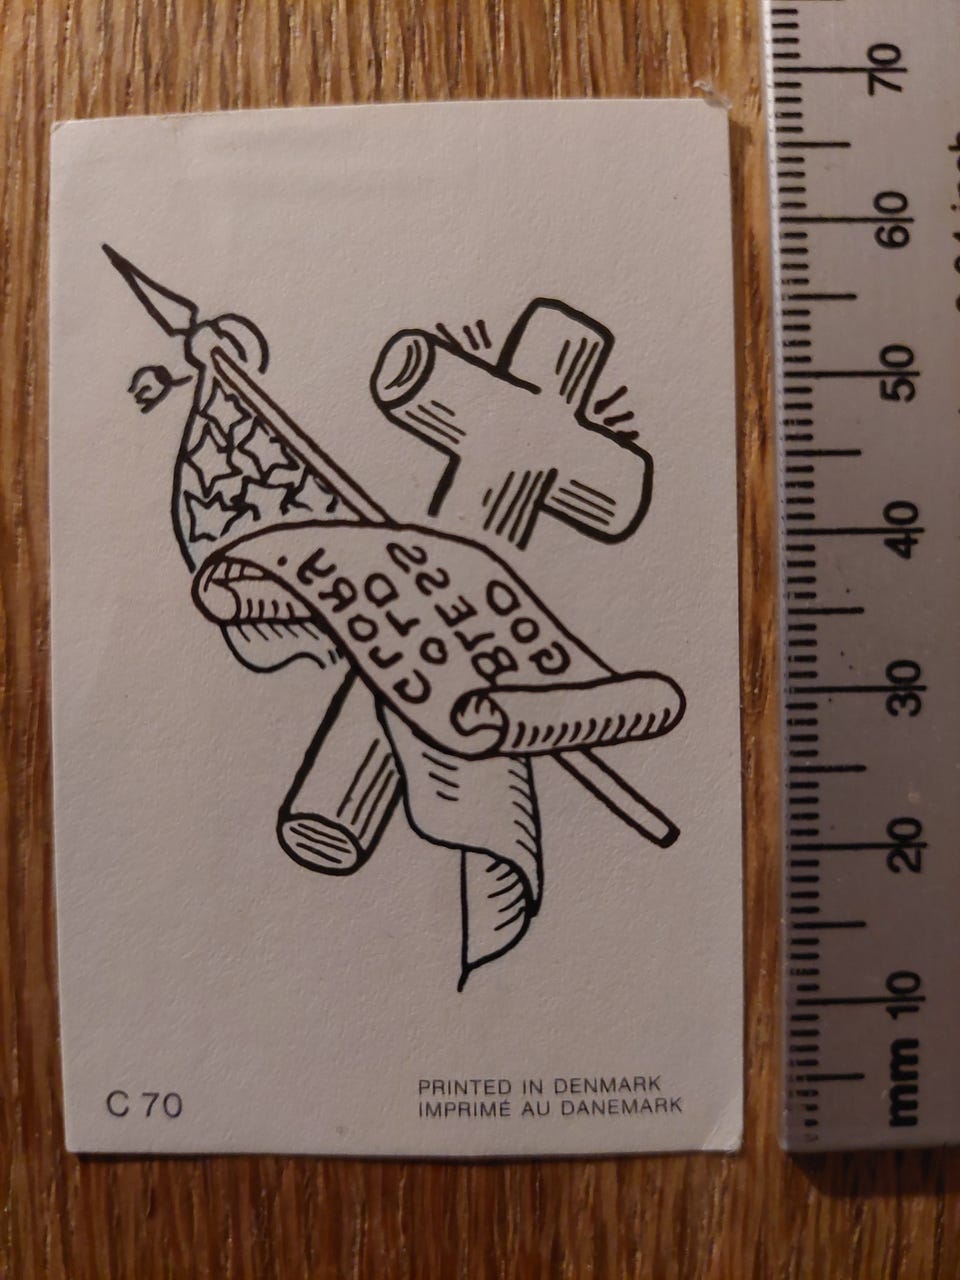 GOD
BLESS
OLD
GLORY.
C 70
PRINTED IN DENMARK
IMPRIMÉ AU DANEMARK
mm 10 20 30 40 50 60 70